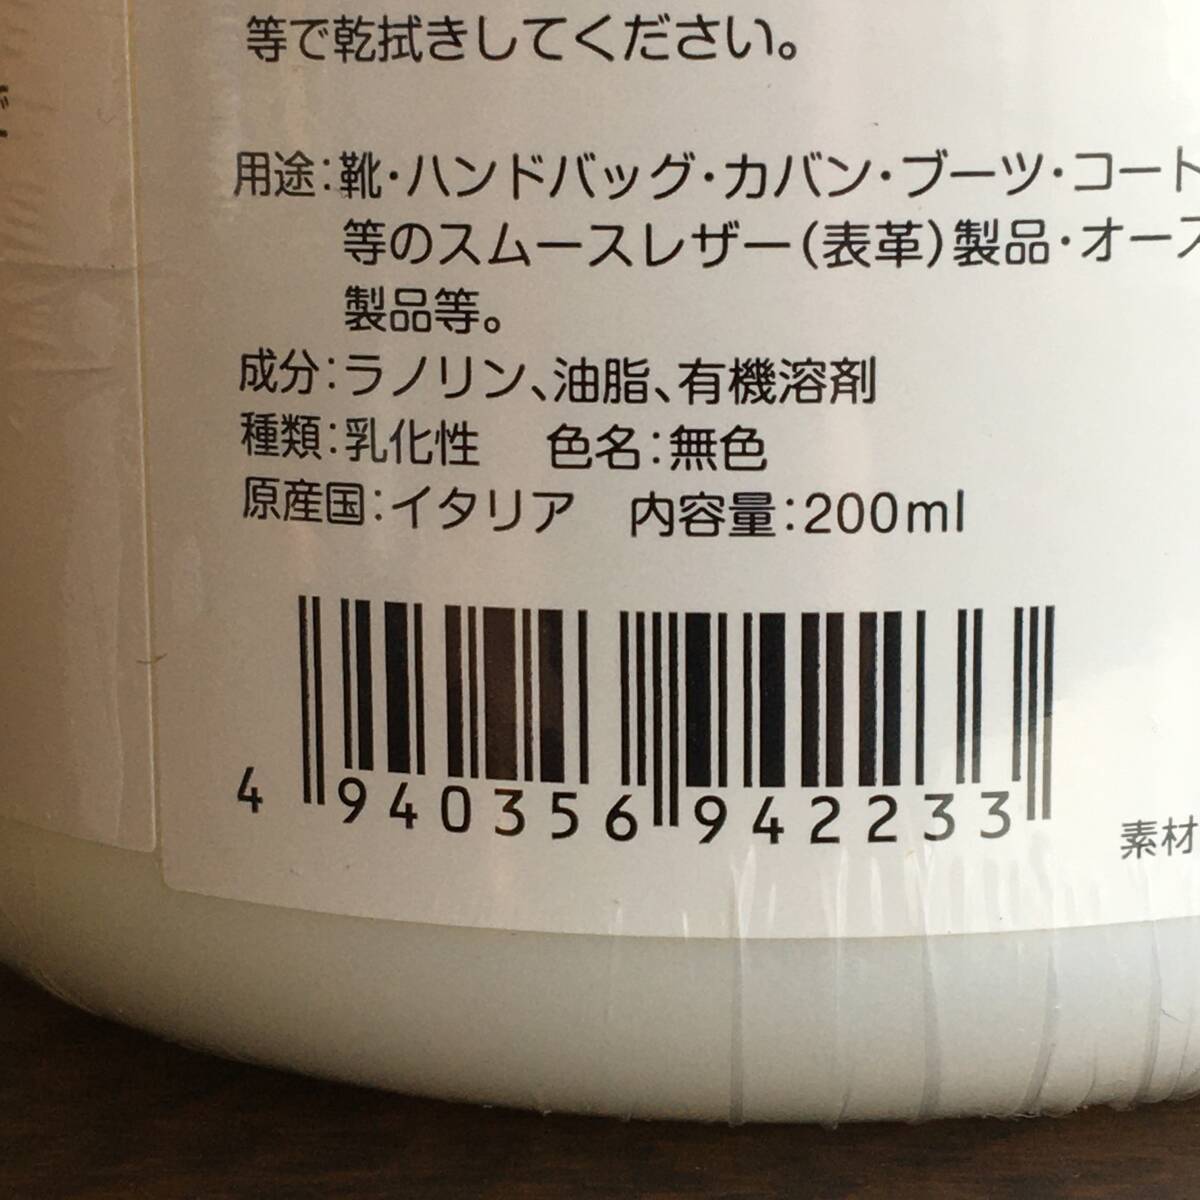 等で乾拭きしてください。
用途:靴・ハンドバッグ・カバン・ブーツ・コート
等のスムースレザー(表革)製品・オース
製品等。
成分:ラノリン、油脂、有機溶剤
種類:乳化性　色名:無色
原産国:イタリア　内容量:200ml
4 940356 942233
素材